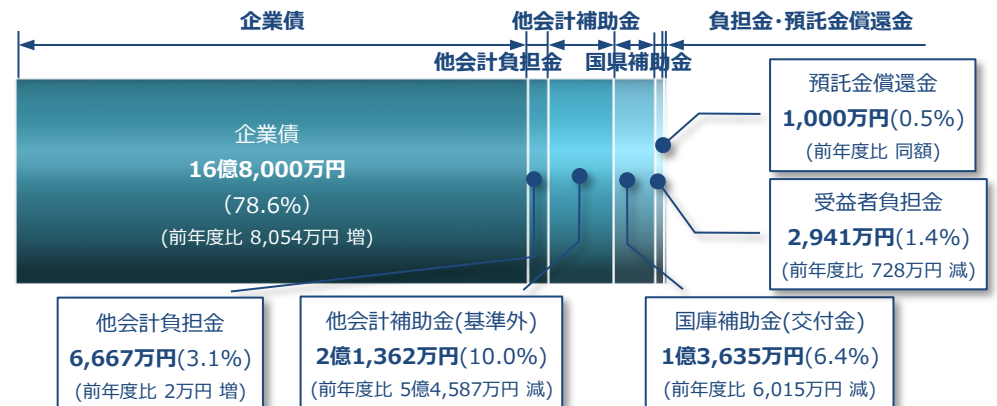 企業債
他会計補助金
負担金・預託金償還金
他会計負担金
国県補助金
企業債
16億8,000万円
（78.6%）
(前年度比 8,054万円 増)
預託金償還金
1,000万円(0.5%)
(前年度比 同額)
受益者負担金
2,941万円(1.4%)
(前年度比 728万円 減)
他会計負担金
6,667万円(3.1%)
(前年度比 2万円 増)
他会計補助金(基準外)
2億1,362万円(10.0%)
(前年度比 5億4,587万円 減)
国庫補助金(交付金)
1億3,635万円(6.4%)
(前年度比 6,015万円 減)